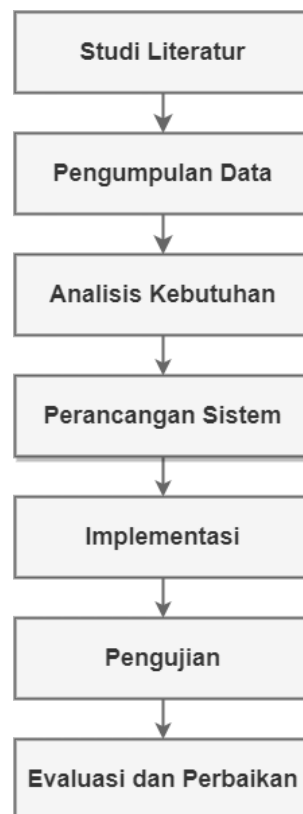 Studi Literatur
Pengumpulan Data
Analisis Kebutuhan
Perancangan Sistem
Implementasi
Pengujian
Evaluasi dan Perbaikan